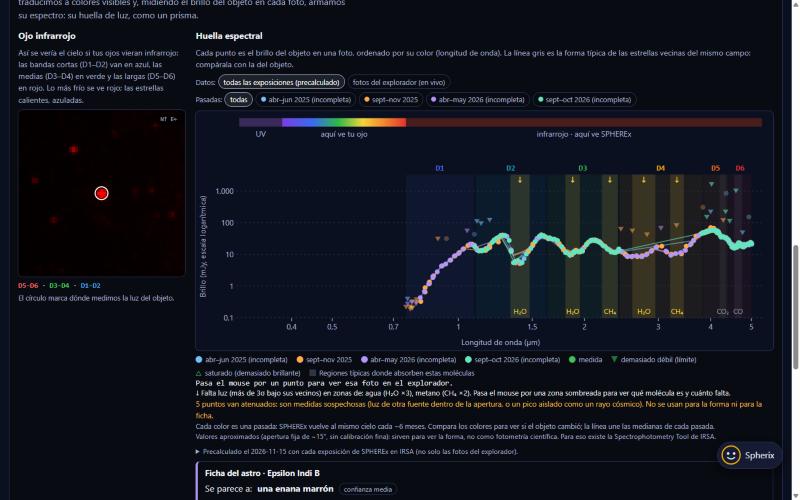 traducimos a colores visibles y, midiendo el brillo del objeto en cada foto, armamos
su espectro: su huella de luz, como un prisma.
Ojo infrarrojo
Así se vería el cielo si tus ojos vieran infrarrojo:
las bandas cortas (D1–D2) van en azul, las
medias (D3–D4) en verde y las largas (D5–D6)
en rojo. Lo más frío se ve rojo; las estrellas
calientes, azuladas.
N↑ E←
D5-D6 · D3-D4 · D1-D2
El círculo marca dónde medimos la luz del objeto.
Huella espectral
Cada punto es el brillo del objeto en una foto, ordenado por su color (longitud de onda). La línea gris es la forma típica de las estrellas vecinas del mismo campo:
compárala con la del objeto.
Datos: todas las exposiciones (precalculado) fotos del explorador (en vivo)
Pasadas: todas abr–jun 2025 (incompleta) sept–nov 2025 abr–may 2026 (incompleta) sept–oct 2026 (incompleta)
UV aquí ve tu ojo infrarrojo · aquí ve SPHEREx
D1 D2 D3 D4 D5 D6
↓ ↓ ↓ ↓ ↓
Brillo (mJy, escala logarítmica)
1.000
100
10
1
0.1
H₂O H₂O CH₄ H₂O CH₄ CO₂ CO
0.4 0.5 0.7 1 1.5 2 3 4 5
Longitud de onda (µm)
abr–jun 2025 (incompleta) sept–nov 2025 abr–may 2026 (incompleta) sept–oct 2026 (incompleta) medida demasiado débil (límite)
saturado (demasiado brillante) Regiones típicas donde absorben estas moléculas
Pasa el mouse por un punto para ver esa foto en el explorador.
↓ Falta luz (más de 3σ bajo sus vecinos) en zonas de: agua (H₂O ×3), metano (CH₄ ×2). Pasa el mouse por una zona sombreada para ver qué molécula es y cuánto falta.
5 puntos van atenuados: son medidas sospechosas (luz de otra fuente dentro de la apertura, o un pico aislado como un rayo cósmico). No se usan para la forma ni para la
ficha.
Cada color es una pasada: SPHEREx vuelve al mismo cielo cada ~6 meses. Compara los colores para ver si el objeto cambió; la línea une las medianas de cada pasada.
Valores aproximados (apertura fija de ~15″, sin calibración fina): sirven para ver la forma, no como fotometría científica. Para eso existe la Spectrophotometry Tool de IRSA.
▸ Precalculado el 2026-11-15 con cada exposición de SPHEREx en IRSA (no solo las fotos del explorador).
Spherix
Ficha del astro · Epsilon Indi B
Se parece a: una enana marrón confianza media